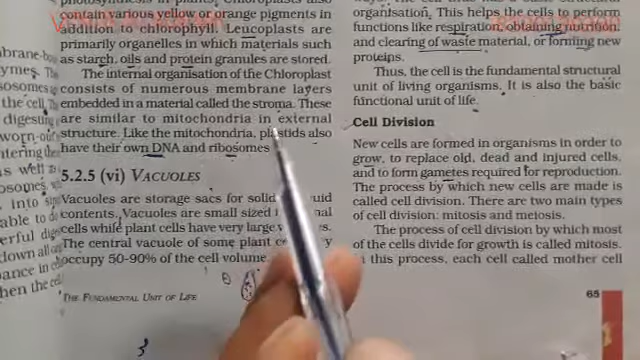 contain various yellow or orange pigments in
addition to chlorophyll. Leucoplasts are
primarily organelles in which materials such
as starch, oils and protein granules are stored.
The internal organisation of the Chloroplast
consists of numerous membrane layers
embedded in a material called the stroma. These
are similar to mitochondria in external
structure. Like the mitochondria, plastids also
have their own DNA and ribosomes
5.2.5 (vi) VACUOLES
Vacuoles are storage sacs for solid
contents. Vacuoles are small sized
cells while plant cells have very large
The central vacuole of some plant
occupy 50-90% of the cell volume.
THE FUNDAMENTAL UNIT OF LIFE
organisation. This helps the cells to perform
functions like respiration, obtaining nutrition,
and clearing of waste material, or forming new
proteins.
Thus, the cell is the fundamental structural
unit of living organisms. It is also the basic
functional unit of life.
Cell Division
New cells are formed in organisms in order to
grow, to replace old, dead and injured cells,
and to form gametes required for reproduction.
The process by which new cells are made is
called cell division. There are two main types
of cell division: mitosis and meiosis.
The process of cell division by which most
of the cells divide for growth is called mitosis.
this process, each cell called mother cell
65